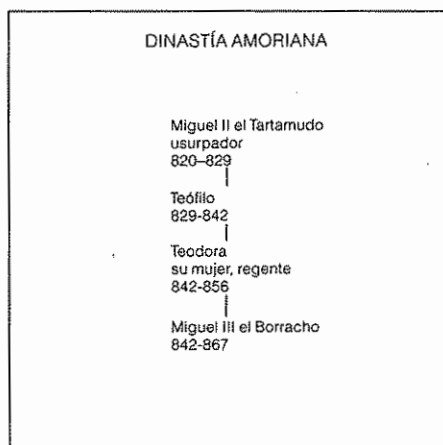 DINASTÍA AMORIANA
Miguel II el Tartamudo
usurpador
820–829
Teófilo
829-842
Teodora
su mujer, regente
842-856
Miguel III el Borracho
842-867